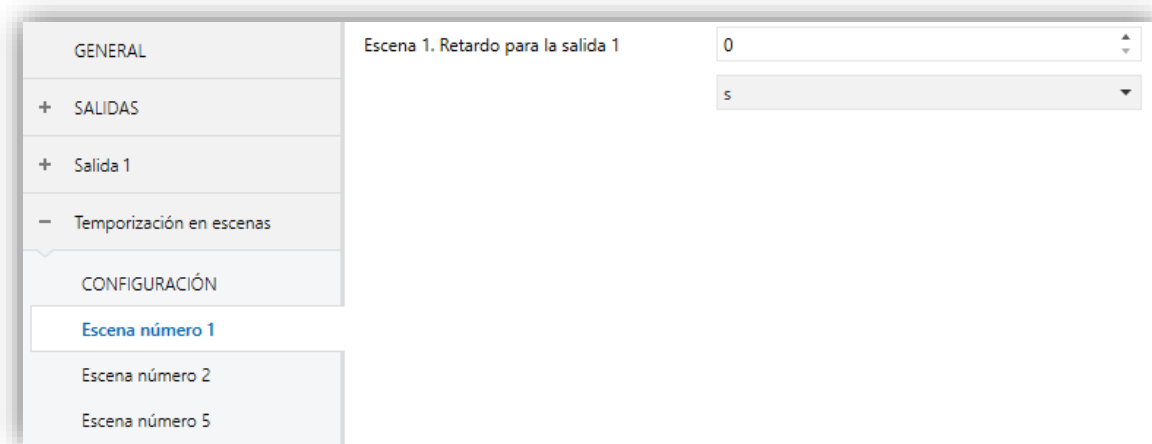 GENERAL
Escena 1. Retardo para la salida 1
0
s
+ SALIDAS
+ Salida 1
− Temporización en escenas
CONFIGURACIÓN
Escena número 1
Escena número 2
Escena número 5